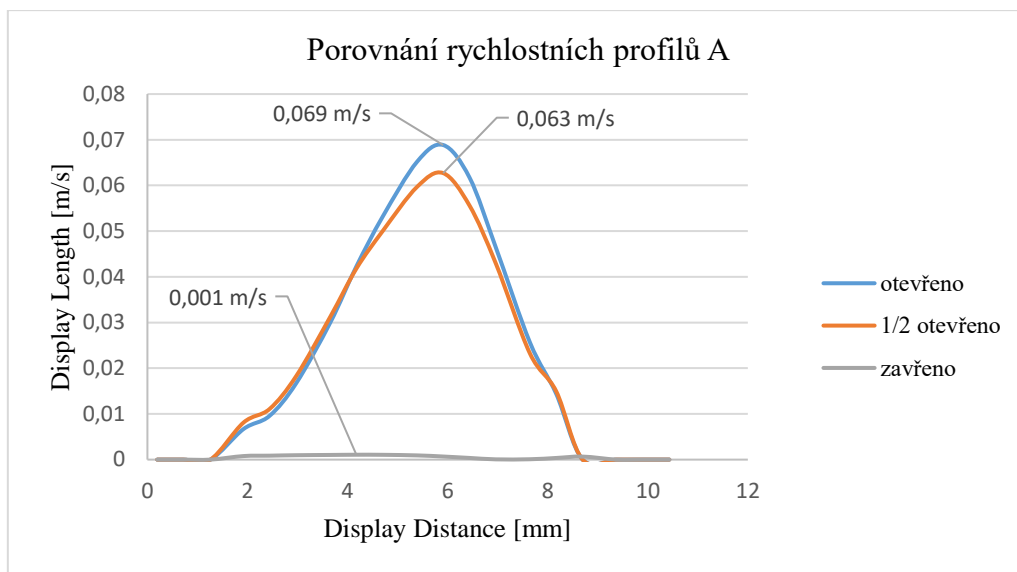 Porovnání rychlostních profilů A
0,08
0,07
0,06
0,05
0,04
0,03
0,02
0,01
0
Display Length [m/s]
0,069 m/s
0,063 m/s
0,001 m/s
0 2 4 6 8 10 12
Display Distance [mm]
otevřeno
1/2 otevřeno
zavřeno